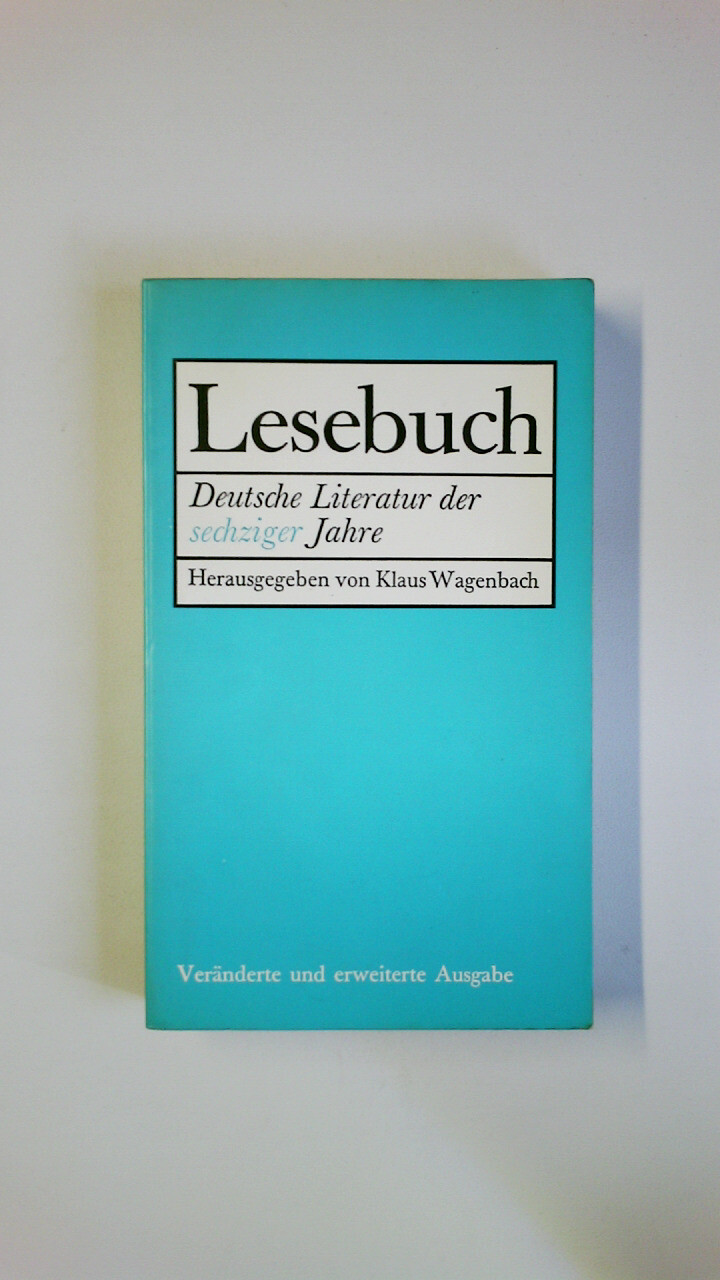 Lesebuch
Deutsche Literatur der
sechziger Jahre
Herausgegeben von Klaus Wagenbach
Veränderte und erweiterte Ausgabe